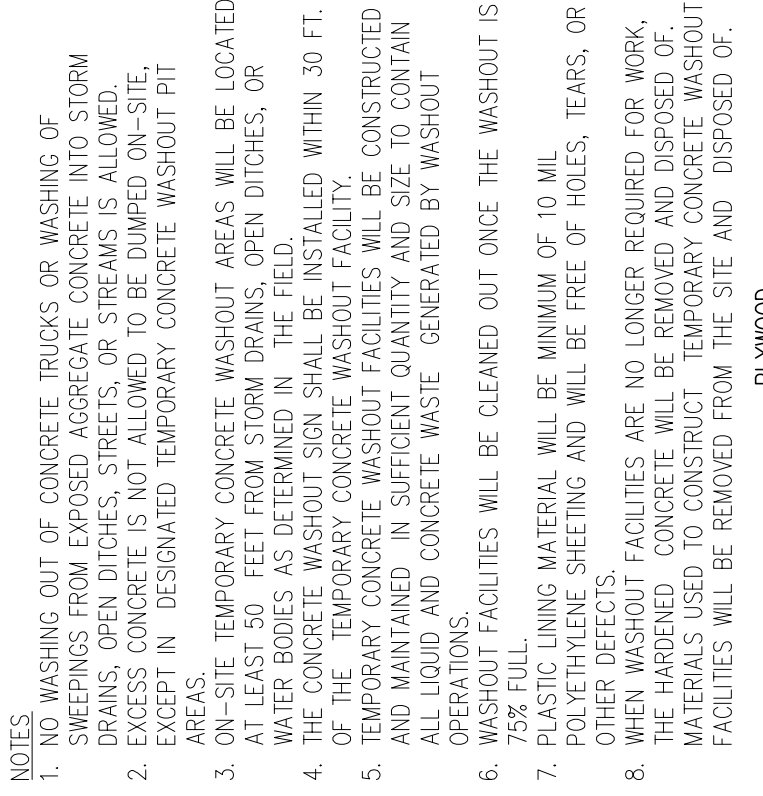 NOTES
1. NO WASHING OUT OF CONCRETE TRUCKS OR WASHING OF
SWEEPINGS FROM EXPOSED AGGREGATE CONCRETE INTO STORM
DRAINS, OPEN DITCHES, STREETS, OR STREAMS IS ALLOWED.
2. EXCESS CONCRETE IS NOT ALLOWED TO BE DUMPED ON-SITE,
EXCEPT IN DESIGNATED TEMPORARY CONCRETE WASHOUT PIT
AREAS.
3. ON-SITE TEMPORARY CONCRETE WASHOUT AREAS WILL BE LOCATED
AT LEAST 50 FEET FROM STORM DRAINS, OPEN DITCHES, OR
WATER BODIES AS DETERMINED IN THE FIELD.
4. THE CONCRETE WASHOUT SIGN SHALL BE INSTALLED WITHIN 30 FT.
OF THE TEMPORARY CONCRETE WASHOUT FACILITY.
5. TEMPORARY CONCRETE WASHOUT FACILITIES WILL BE CONSTRUCTED
AND MAINTAINED IN SUFFICIENT QUANTITY AND SIZE TO CONTAIN
ALL LIQUID AND CONCRETE WASTE GENERATED BY WASHOUT
OPERATIONS.
6. WASHOUT FACILITIES WILL BE CLEANED OUT ONCE THE WASHOUT IS
75% FULL.
7. PLASTIC LINING MATERIAL WILL BE MINIMUM OF 10 MIL
POLYETHYLENE SHEETING AND WILL BE FREE OF HOLES, TEARS, OR
OTHER DEFECTS.
8. WHEN WASHOUT FACILITIES ARE NO LONGER REQUIRED FOR WORK,
THE HARDENED CONCRETE WILL BE REMOVED AND DISPOSED OF.
MATERIALS USED TO CONSTRUCT TEMPORARY CONCRETE WASHOUT
FACILITIES WILL BE REMOVED FROM THE SITE AND DISPOSED OF.
PLYWOOD